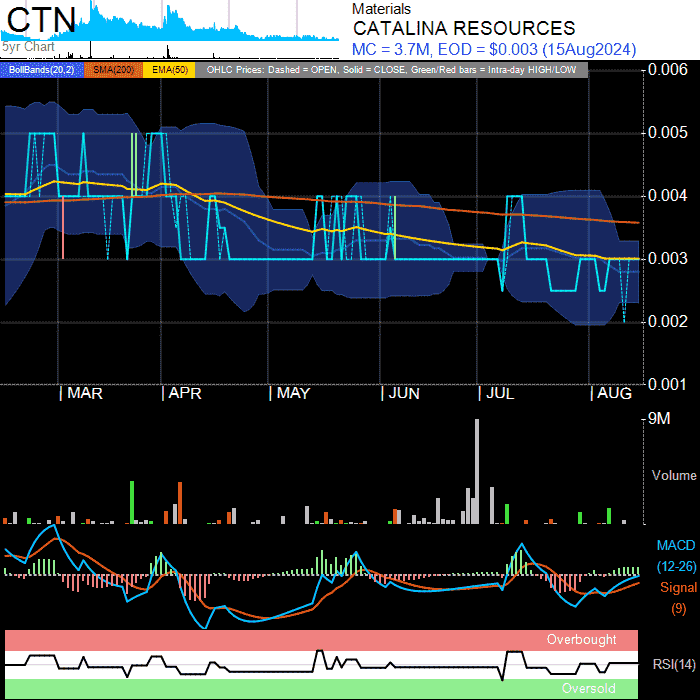 CTN
5yr Chart
Materials
CATALINA RESOURCES
MC = 3.7M, EOD = $0.003 (15Aug2024)
BollBands(20,2) SMA(200) EMA(50) OHLC Prices: Dashed = OPEN, Solid = CLOSE, Green/Red bars = Intra-day HIGH/LOW
0.006
0.005
0.004
0.003
0.002
0.001
MAR APR MAY JUN JUL AUG
9M
Volume
MACD
(12-26)
Signal
(9)
Overbought
RSI(14)
Oversold